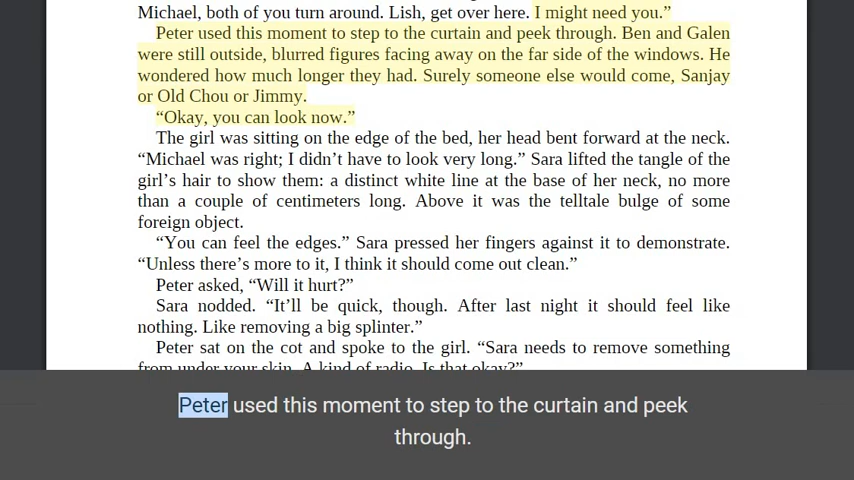 Michael, both of you turn around. Lish, get over here. I might need you.”
Peter used this moment to step to the curtain and peek through. Ben and Galen
were still outside, blurred figures facing away on the far side of the windows. He
wondered how much longer they had. Surely someone else would come, Sanjay
or Old Chou or Jimmy.
“Okay, you can look now.”
The girl was sitting on the edge of the bed, her head bent forward at the neck.
“Michael was right; I didn’t have to look very long.” Sara lifted the tangle of the
girl’s hair to show them: a distinct white line at the base of her neck, no more
than a couple of centimeters long. Above it was the telltale bulge of some
foreign object.
“You can feel the edges.” Sara pressed her fingers against it to demonstrate.
“Unless there’s more to it, I think it should come out clean.”
Peter asked, “Will it hurt?”
Sara nodded. “It’ll be quick, though. After last night it should feel like
nothing. Like removing a big splinter.”
Peter sat on the cot and spoke to the girl. “Sara needs to remove something
from under your skin. A kind of radio. Is that okay?”
Peter used this moment to step to the curtain and peek
through.